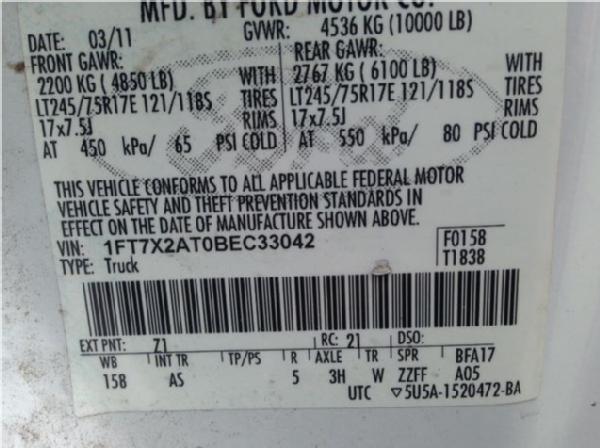 MFD. BY FORD MOTOR CO.
DATE: 03/11 GVWR: 4536 KG (10000 LB)
FRONT GAWR: REAR GAWR:
2200 KG (4850 LB) WITH 2767 KG (6100 LB) WITH
LT245/75R17E 121/118S TIRES LT245/75R17E 121/118S TIRES
17x7.5J RIMS 17x7.5J RIMS
AT 450 kPa/ 65 PSI COLD AT 550 kPa/ 80 PSI COLD
Ford
THIS VEHICLE CONFORMS TO ALL APPLICABLE FEDERAL MOTOR
VEHICLE SAFETY AND THEFT PREVENTION STANDARDS IN
EFFECT ON THE DATE OF MANUFACTURE SHOWN ABOVE.
VIN: 1FT7X2AT0BEC33042 F0158
TYPE: Truck T1838
EXT PNT: Z1 RC: 21 DSO:
WB INT TR TP/PS R AXLE TR SPR BFA17
158 AS 5 3H W ZZFF A05
UTC ▽5U5A-1520472-BA